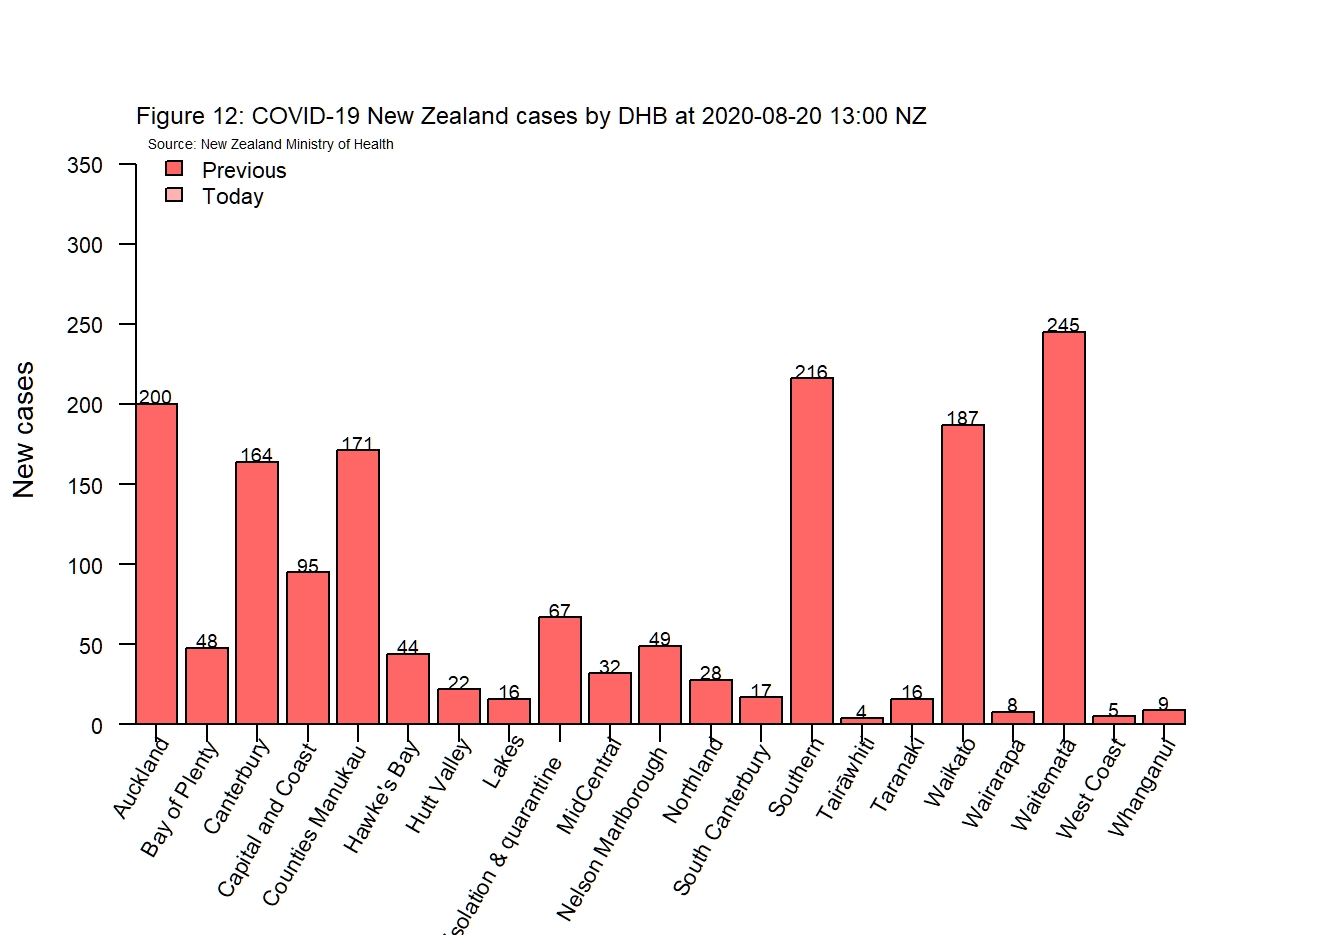 Figure 12: COVID-19 New Zealand cases by DHB at 2020-08-20 13:00 NZ
Source: New Zealand Ministry of Health
Previous
Today
New cases
350
300
250
200
150
100
50
0
200
48
164
95
171
44
22
16
67
32
49
28
17
216
4
16
187
8
245
5
9
Auckland
Bay of Plenty
Canterbury
Capital and Coast
Counties Manukau
Hawke's Bay
Hutt Valley
Lakes
solation & quarantine
MidCentral
Nelson Marlborough
Northland
South Canterbury
Southern
Tairāwhiti
Taranaki
Waikato
Wairarapa
Waitematā
West Coast
Whanganui